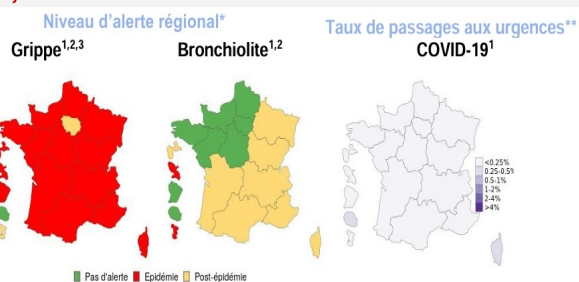 Niveau d'alerte régional*
Taux de passages aux urgences**
Grippe1,2,3
Bronchiolite1,2
COVID-191
<0.25%
0.25-0.5%
0.5-1%
1-2%
2-4%
>4%
Pas d'alerte
Epidémie
Post-épidémie